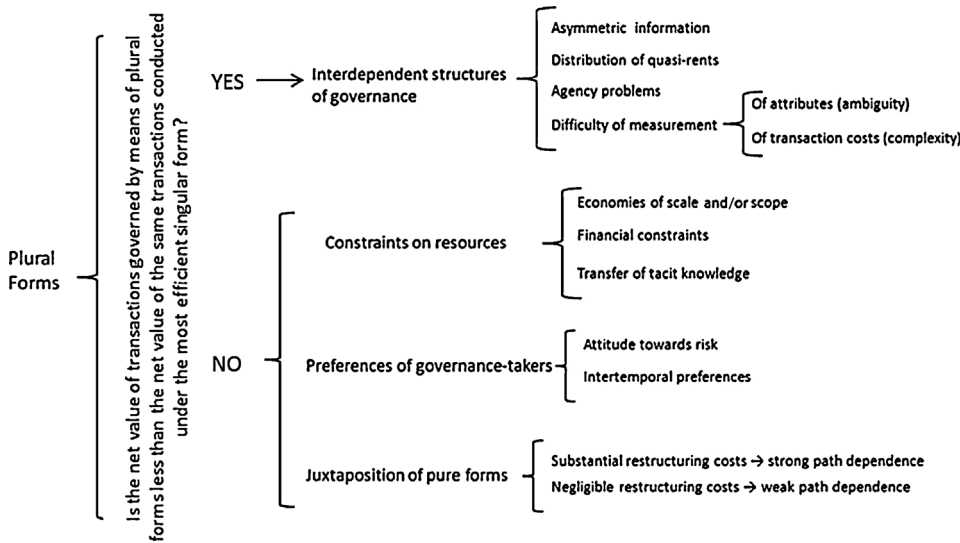 Plural
Forms
Is the net value of transactions governed by means of plural
forms less than the net value of the same transactions conducted
under the most efficient singular form?
YES
Interdependent structures
of governance
Asymmetric information
Distribution of quasi-rents
Agency problems
Difficulty of measurement
Of attributes (ambiguity)
Of transaction costs (complexity)
NO
Constraints on resources
Economies of scale and/or scope
Financial constraints
Transfer of tacit knowledge
Preferences of governance-takers
Attitude towards risk
Intertemporal preferences
Juxtaposition of pure forms
Substantial restructuring costs → strong path dependence
Negligible restructuring costs → weak path dependence